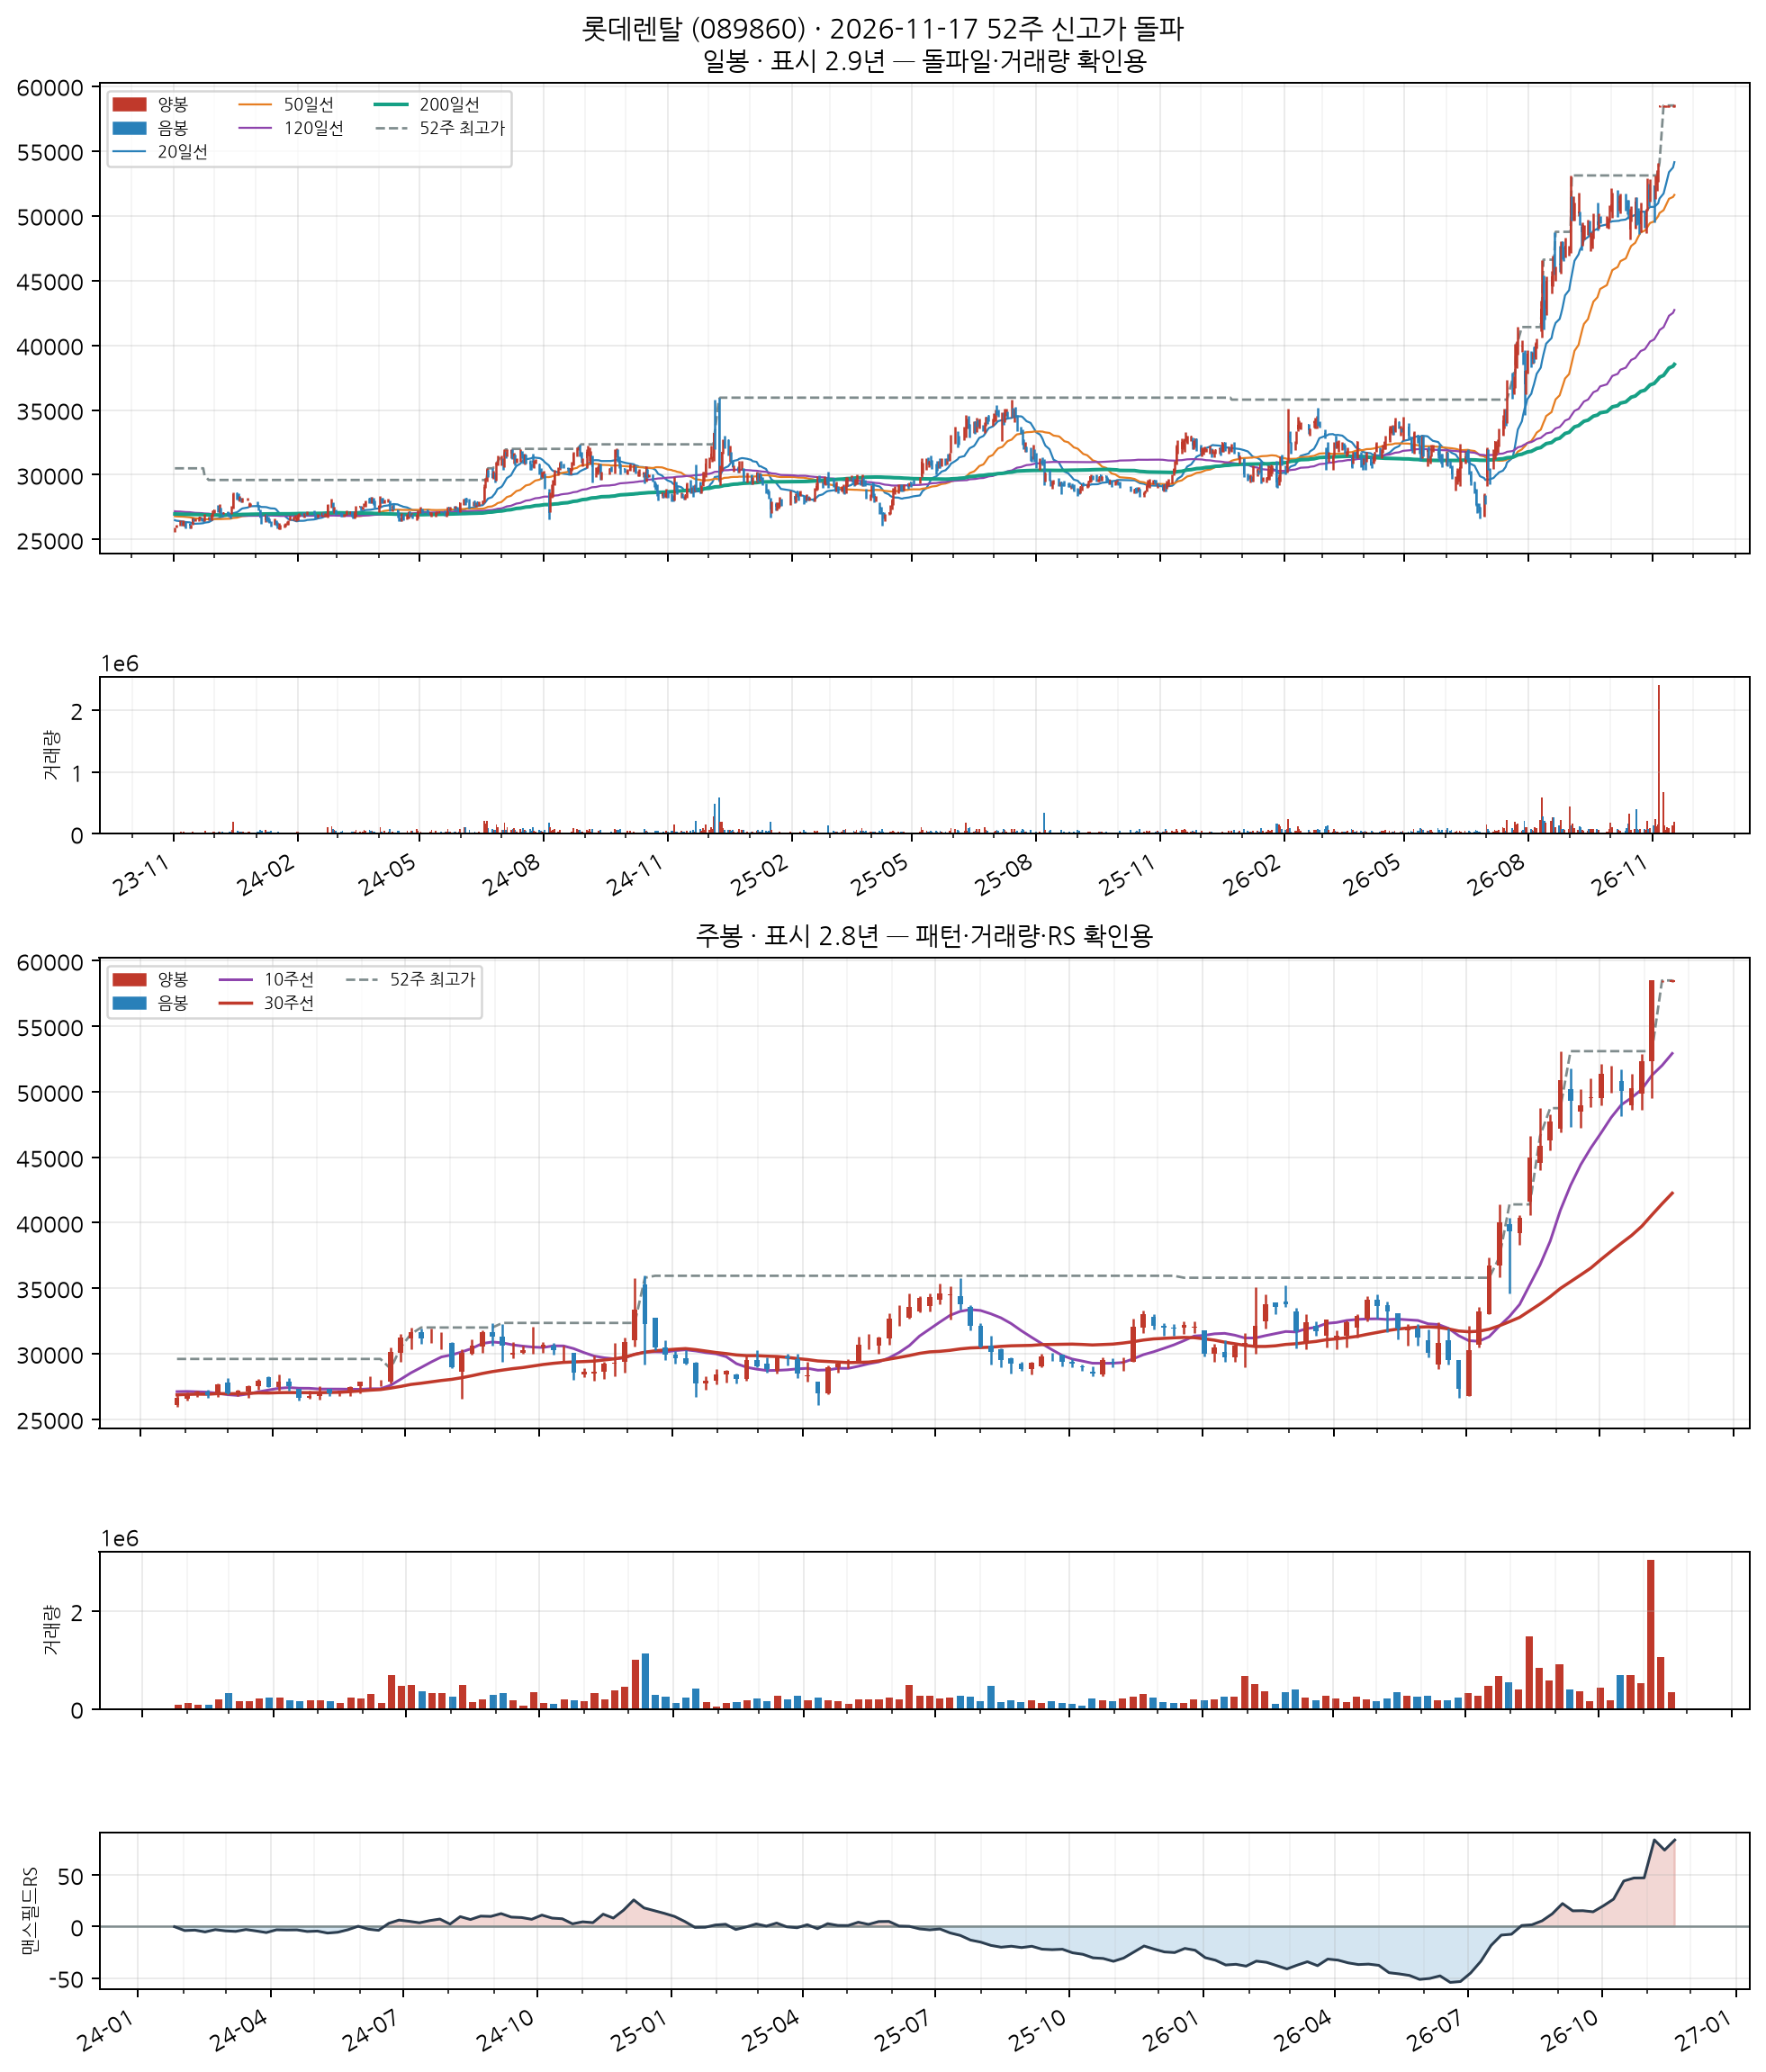 롯데렌탈 (089860) · 2026-11-17 52주 신고가 돌파
일봉 · 표시 2.9년 — 돌파일·거래량 확인용
양봉 50일선 200일선
음봉 120일선 52주 최고가
20일선
60000
55000
50000
45000
40000
35000
30000
25000
1e6
거래량
2
1
0
23-11 24-02 24-05 24-08 24-11 25-02 25-05 25-08 25-11 26-02 26-05 26-08 26-11
주봉 · 표시 2.8년 — 패턴·거래량·RS 확인용
양봉 10주선 52주 최고가
음봉 30주선
60000
55000
50000
45000
40000
35000
30000
25000
1e6
거래량
2
0
맨스필드RS
50
0
-50
24-01 24-04 24-07 24-10 25-01 25-04 25-07 25-10 26-01 26-04 26-07 26-10 27-01